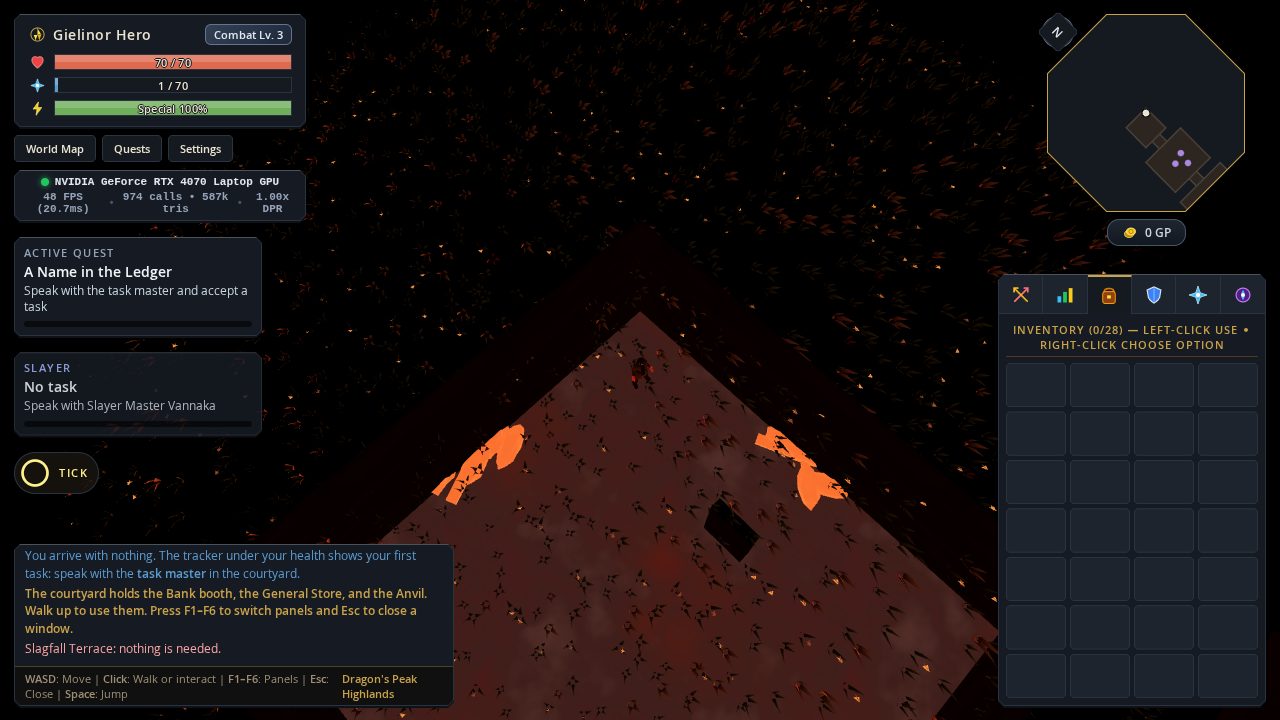 Gielinor Hero
Combat Lv. 3
70 / 70
1 / 70
Special 100%
World Map
Quests
Settings
NVIDIA GeForce RTX 4070 Laptop GPU
48 FPS (20.7ms) • 974 calls • 587k tris • 1.00x DPR
ACTIVE QUEST
A Name in the Ledger
Speak with the task master and accept a
task
SLAYER
No task
Speak with Slayer Master Vannaka
TICK
You arrive with nothing. The tracker under your health shows your first
task: speak with the task master in the courtyard.
The courtyard holds the Bank booth, the General Store, and the Anvil.
Walk up to use them. Press F1–F6 to switch panels and Esc to close a
window.
Slagfall Terrace: nothing is needed.
WASD: Move | Click: Walk or interact | F1–F6: Panels | Esc:
Close | Space: Jump
Dragon's Peak
Highlands
N
0 GP
INVENTORY (0/28) — LEFT-CLICK USE •
RIGHT-CLICK CHOOSE OPTION